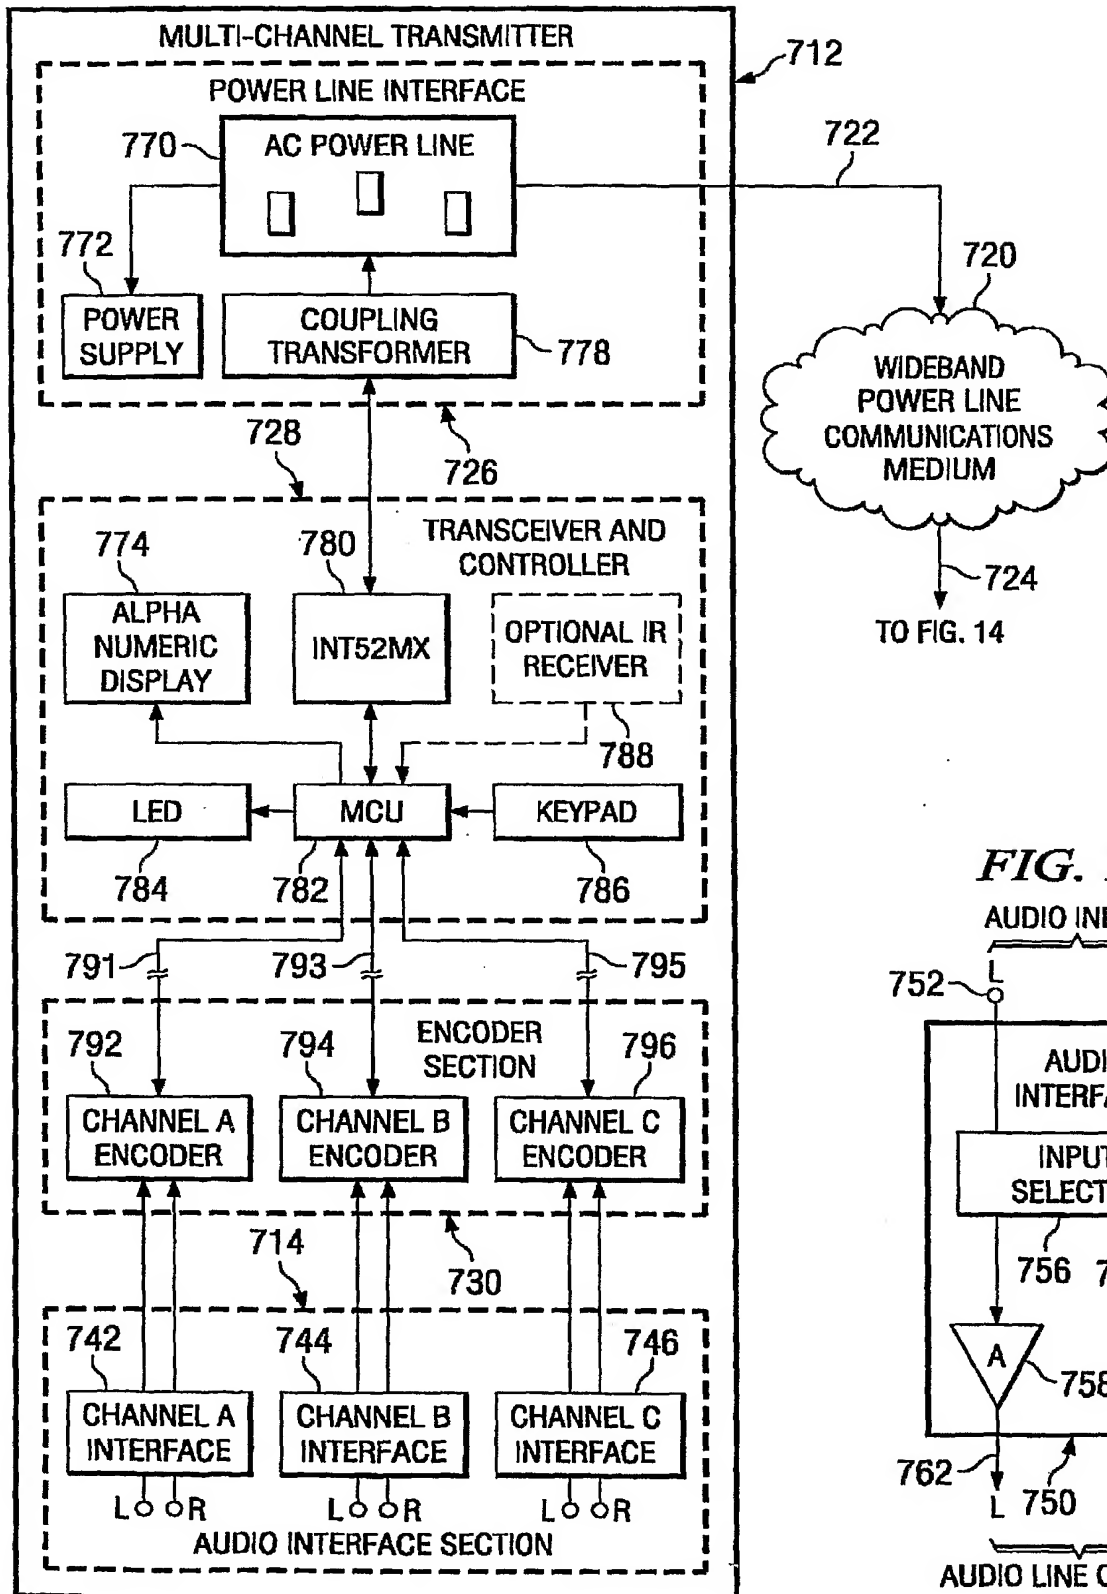 MULTI-CHANNEL TRANSMITTER
712
POWER LINE INTERFACE
770
AC POWER LINE
722
772
POWER
SUPPLY
COUPLING
TRANSFORMER
778
720
WIDEBAND
POWER LINE
COMMUNICATIONS
MEDIUM
728
726
724
TO FIG. 14
774
780
TRANSCEIVER AND
CONTROLLER
ALPHA
NUMERIC
DISPLAY
INT52MX
OPTIONAL IR
RECEIVER
788
LED
MCU
KEYPAD
784
782
786
791
793
795
792
794
ENCODER
SECTION
796
CHANNEL A
ENCODER
CHANNEL B
ENCODER
CHANNEL C
ENCODER
714
730
742
744
746
CHANNEL A
INTERFACE
CHANNEL B
INTERFACE
CHANNEL C
INTERFACE
L R
L R
L R
AUDIO INTERFACE SECTION
FIG.
AUDIO
L
752
INPUT
756
A
758
762
L
750
AUDIO LINE